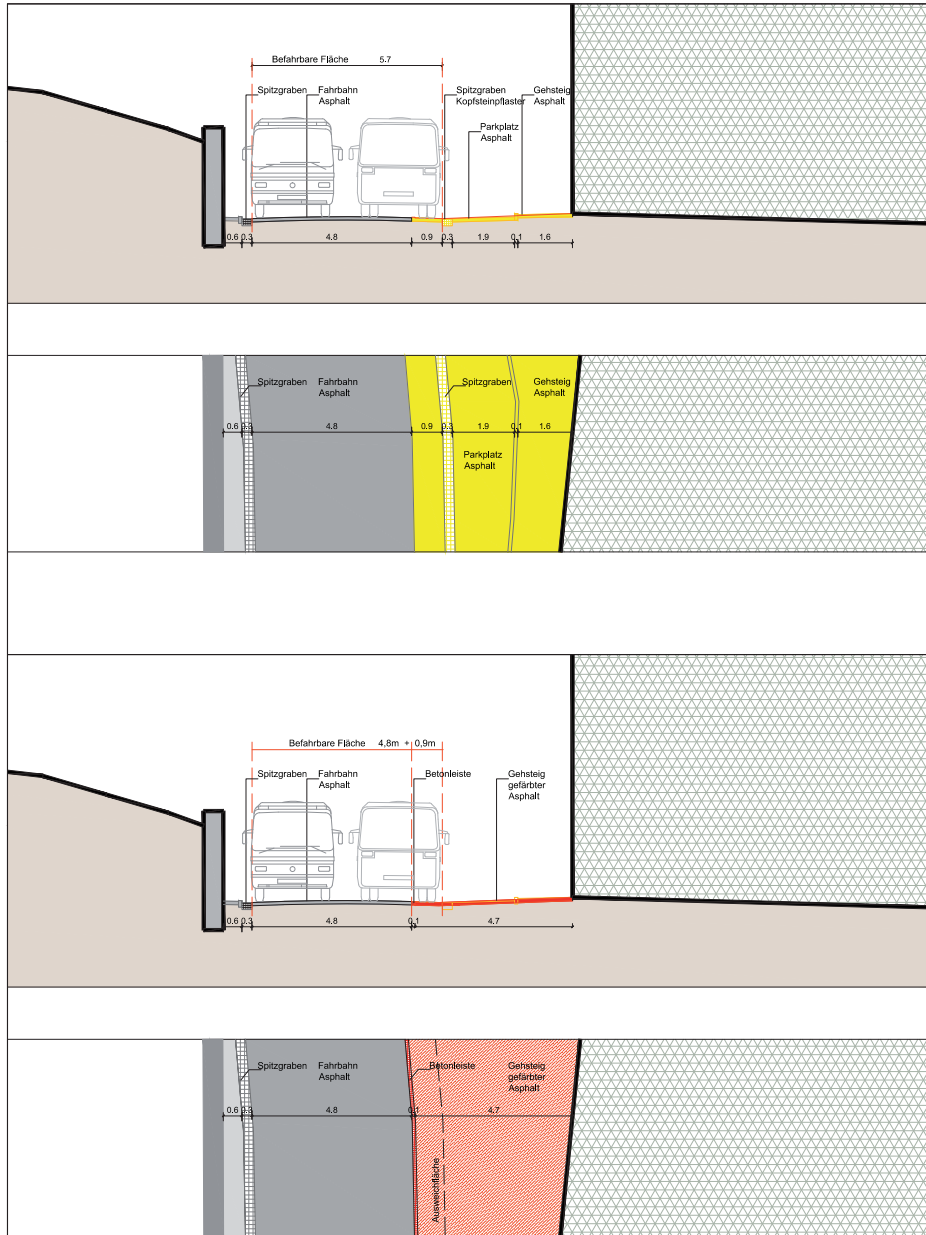 Befahrbare Fläche 5.7
Spitzgraben
Fahrbahn
Asphalt
Spitzgraben
Kopfsteinpflaster
Gehsteig
Asphalt
Parkplatz
Asphalt
0.6 0.3 4.8 0.9 0.3 1.9 0.1 1.6
Spitzgraben
Fahrbahn
Asphalt
Spitzgraben
Gehsteig
Asphalt
0.6 0.3 4.8 0.9 0.3 1.9 0.1 1.6
Parkplatz
Asphalt
Befahrbare Fläche 4,8m + 0,9m
Spitzgraben
Fahrbahn
Asphalt
Betonleiste
Gehsteig
gefärbter
Asphalt
0.6 0.3 4.8 0.1 4.7
Spitzgraben
Fahrbahn
Asphalt
Betonleiste
Gehsteig
gefärbter
Asphalt
0.6 0.3 4.8 0.1 4.7
Ausweichfläche